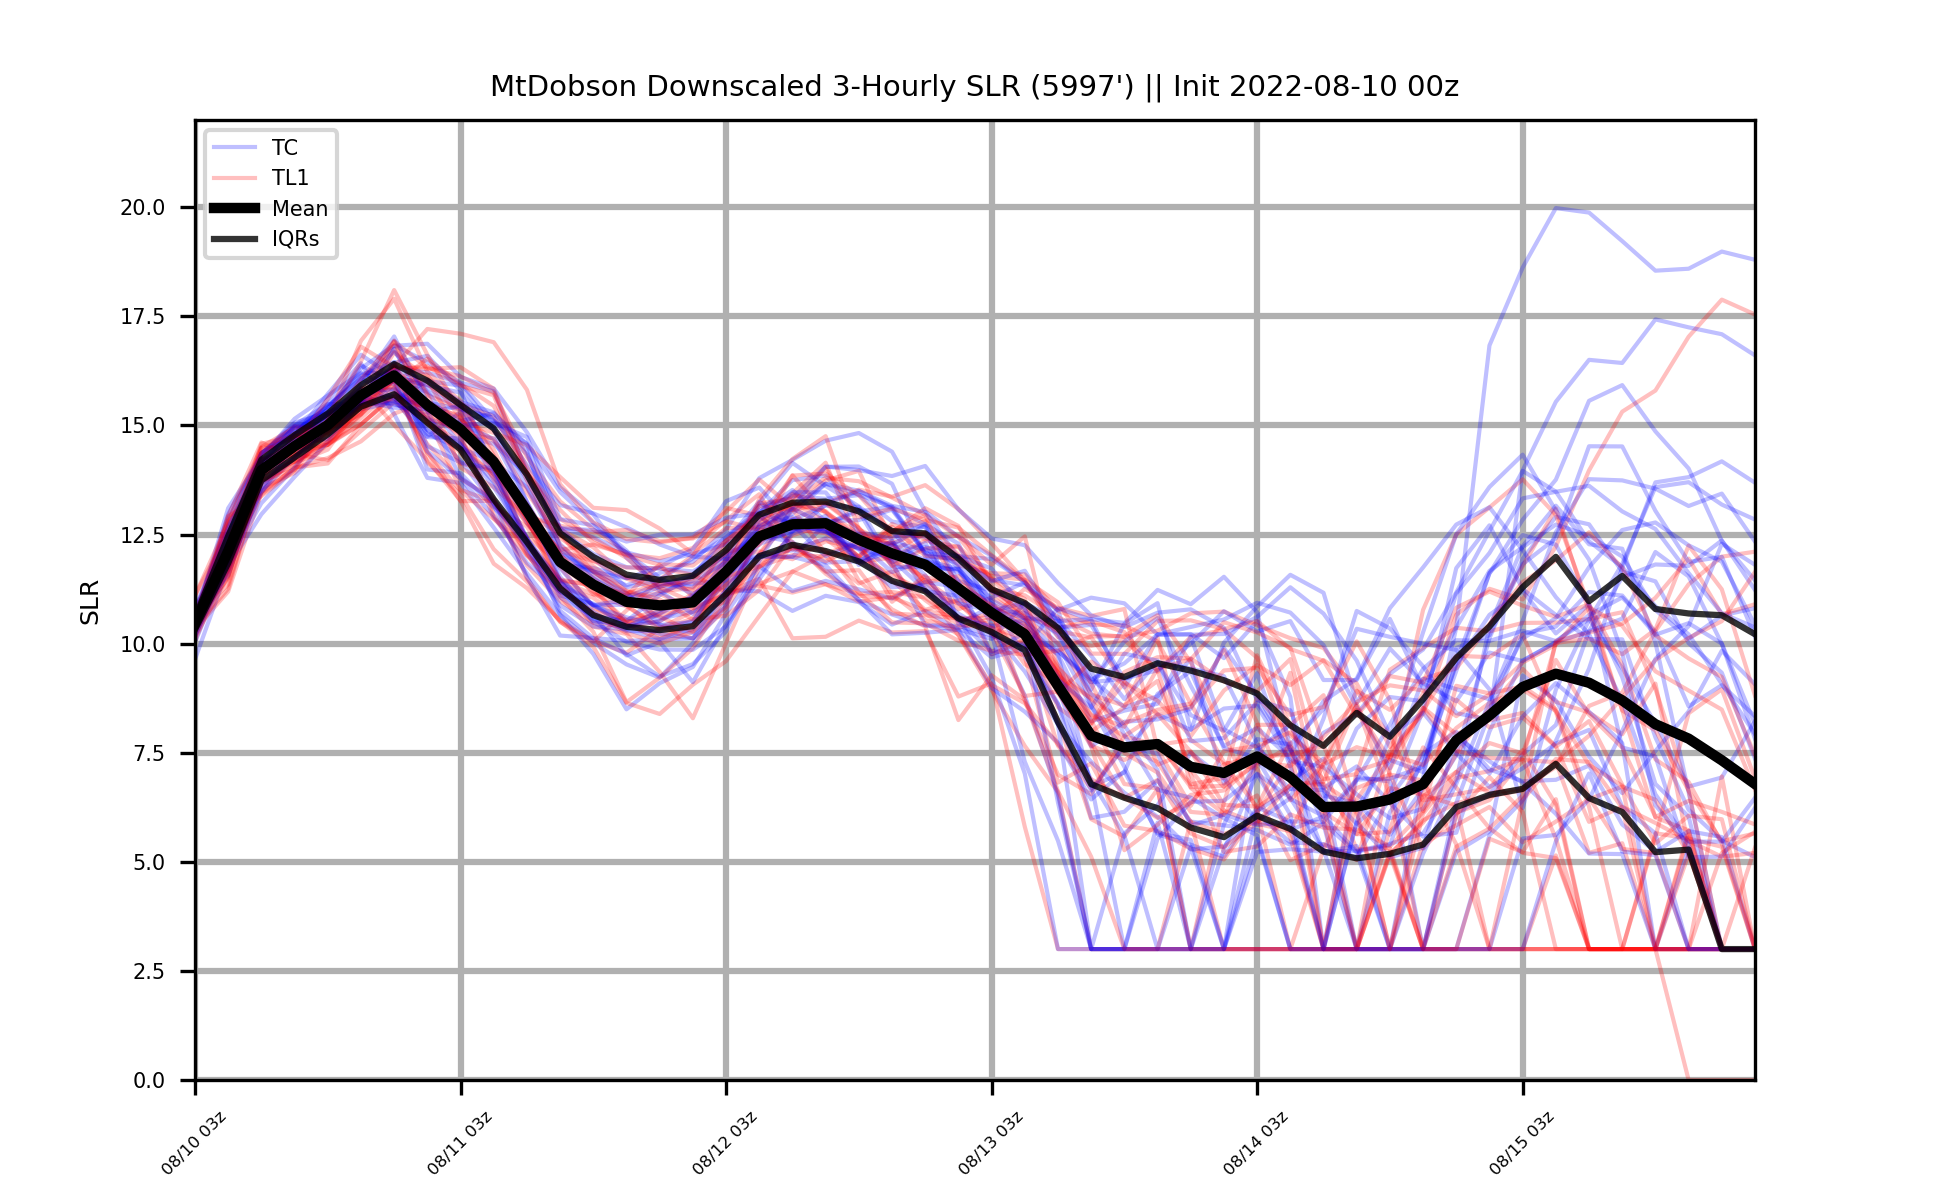 MtDobson Downscaled 3-Hourly SLR (5997') || Init 2022-08-10 00z
TC
TL1
Mean
IQRs
20.0
17.5
15.0
12.5
10.0
7.5
5.0
2.5
0.0
SLR
08/10 03z
08/11 03z
08/12 03z
08/13 03z
08/14 03z
08/15 03z